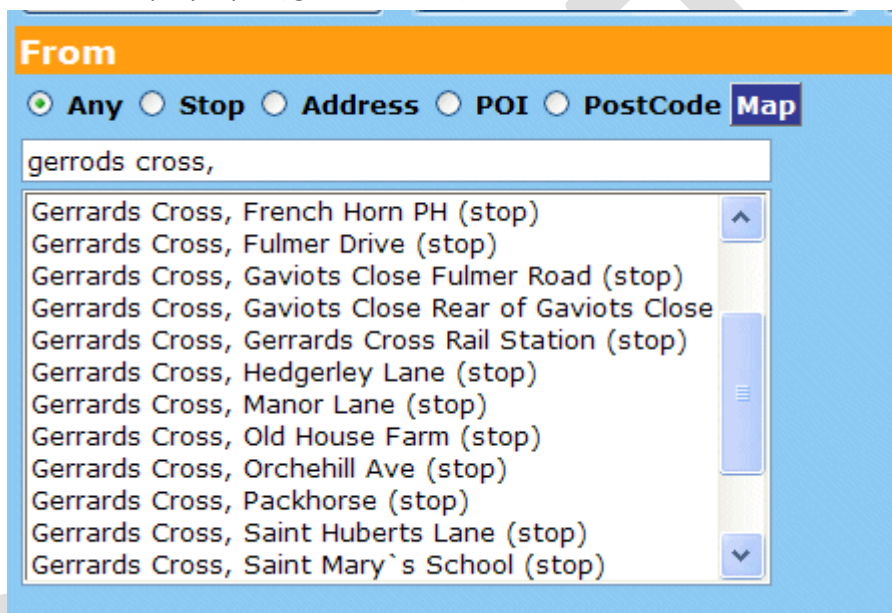 From
Any Stop Address POI PostCode Map
gerrods cross,
Gerrards Cross, French Horn PH (stop)
Gerrards Cross, Fulmer Drive (stop)
Gerrards Cross, Gaviots Close Fulmer Road (stop)
Gerrards Cross, Gaviots Close Rear of Gaviots Close
Gerrards Cross, Gerrards Cross Rail Station (stop)
Gerrards Cross, Hedgerley Lane (stop)
Gerrards Cross, Manor Lane (stop)
Gerrards Cross, Old House Farm (stop)
Gerrards Cross, Orchehill Ave (stop)
Gerrards Cross, Packhorse (stop)
Gerrards Cross, Saint Huberts Lane (stop)
Gerrards Cross, Saint Mary`s School (stop)